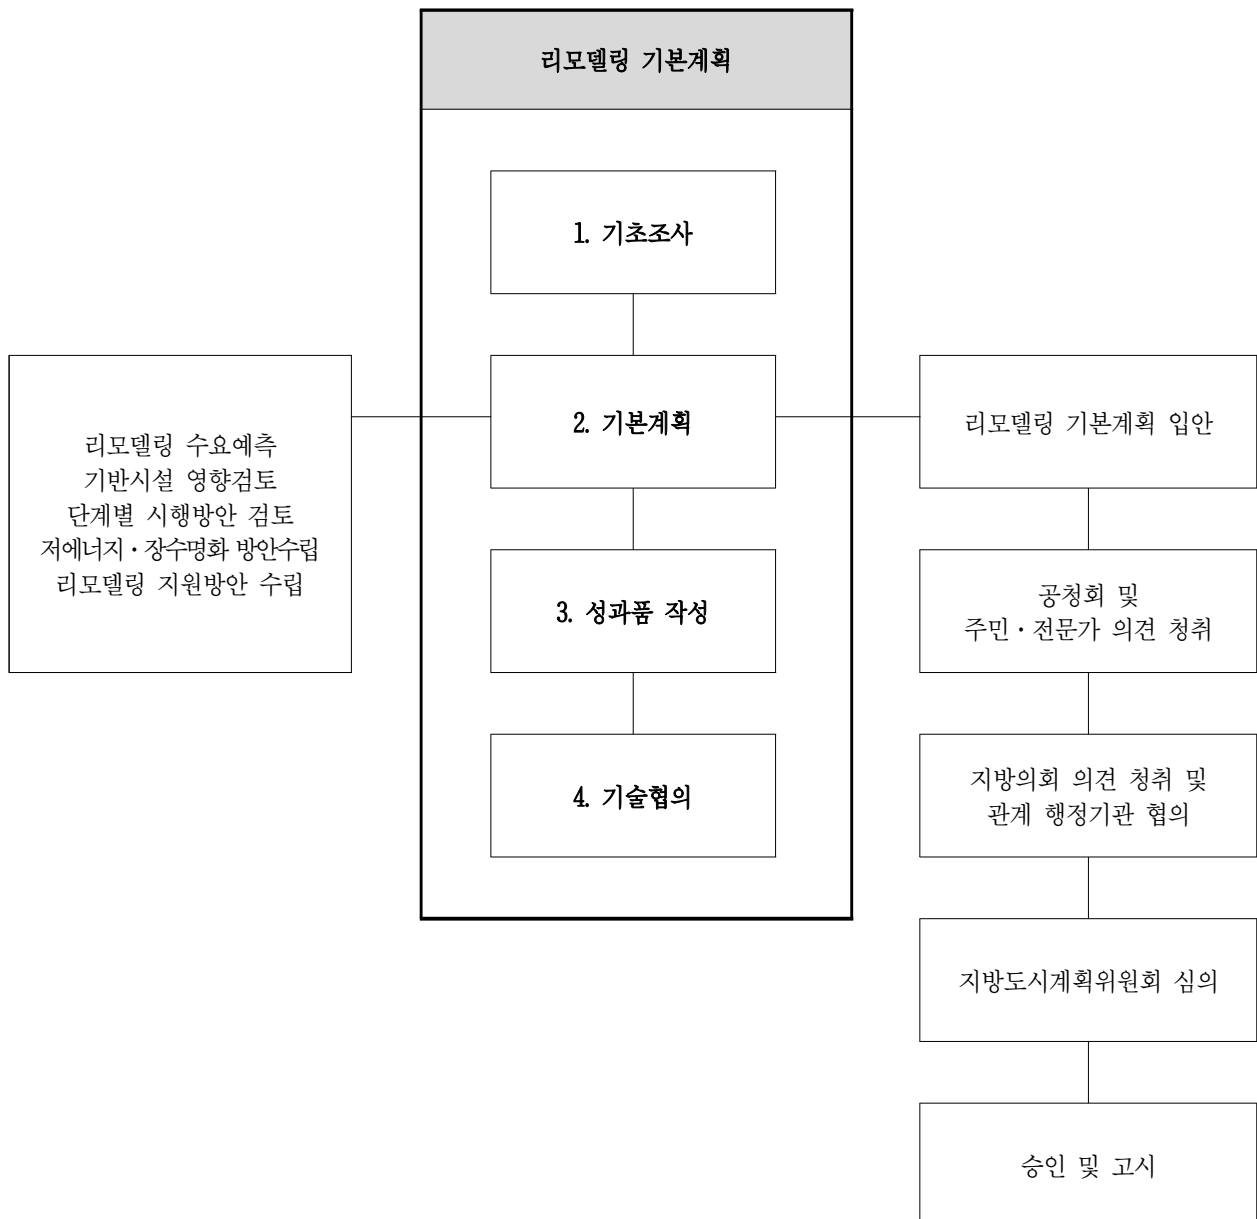 리모델링 기본계획
1. 기초조사
2. 기본계획
3. 성과품 작성
4. 기술협의
리모델링 수요예측
기반시설 영향검토
단계별 시행방안 검토
저에너지·장수명화 방안수립
리모델링 지원방안 수립
리모델링 기본계획 입안
공청회 및
주민·전문가 의견 청취
지방의회 의견 청취 및
관계 행정기관 협의
지방도시계획위원회 심의
승인 및 고시